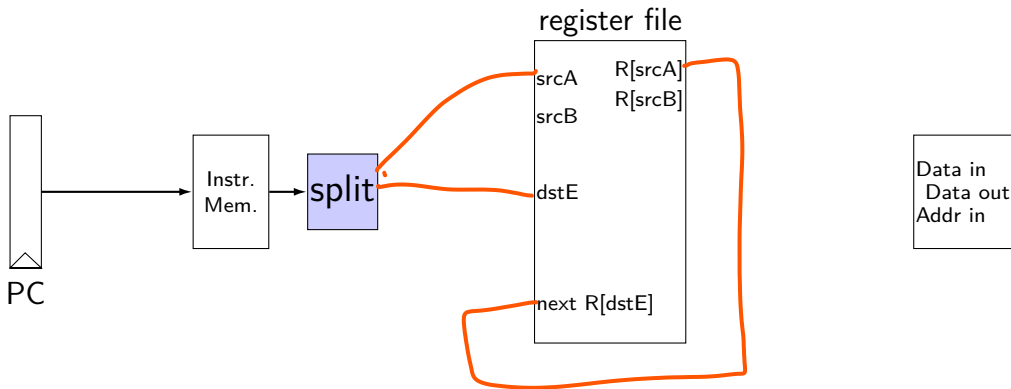 register file
srcA
R[srcA]
R[srcB]
srcB
Instr.
Mem.
split
dstE
Data in
Data out
Addr in
PC
next R[dstE]